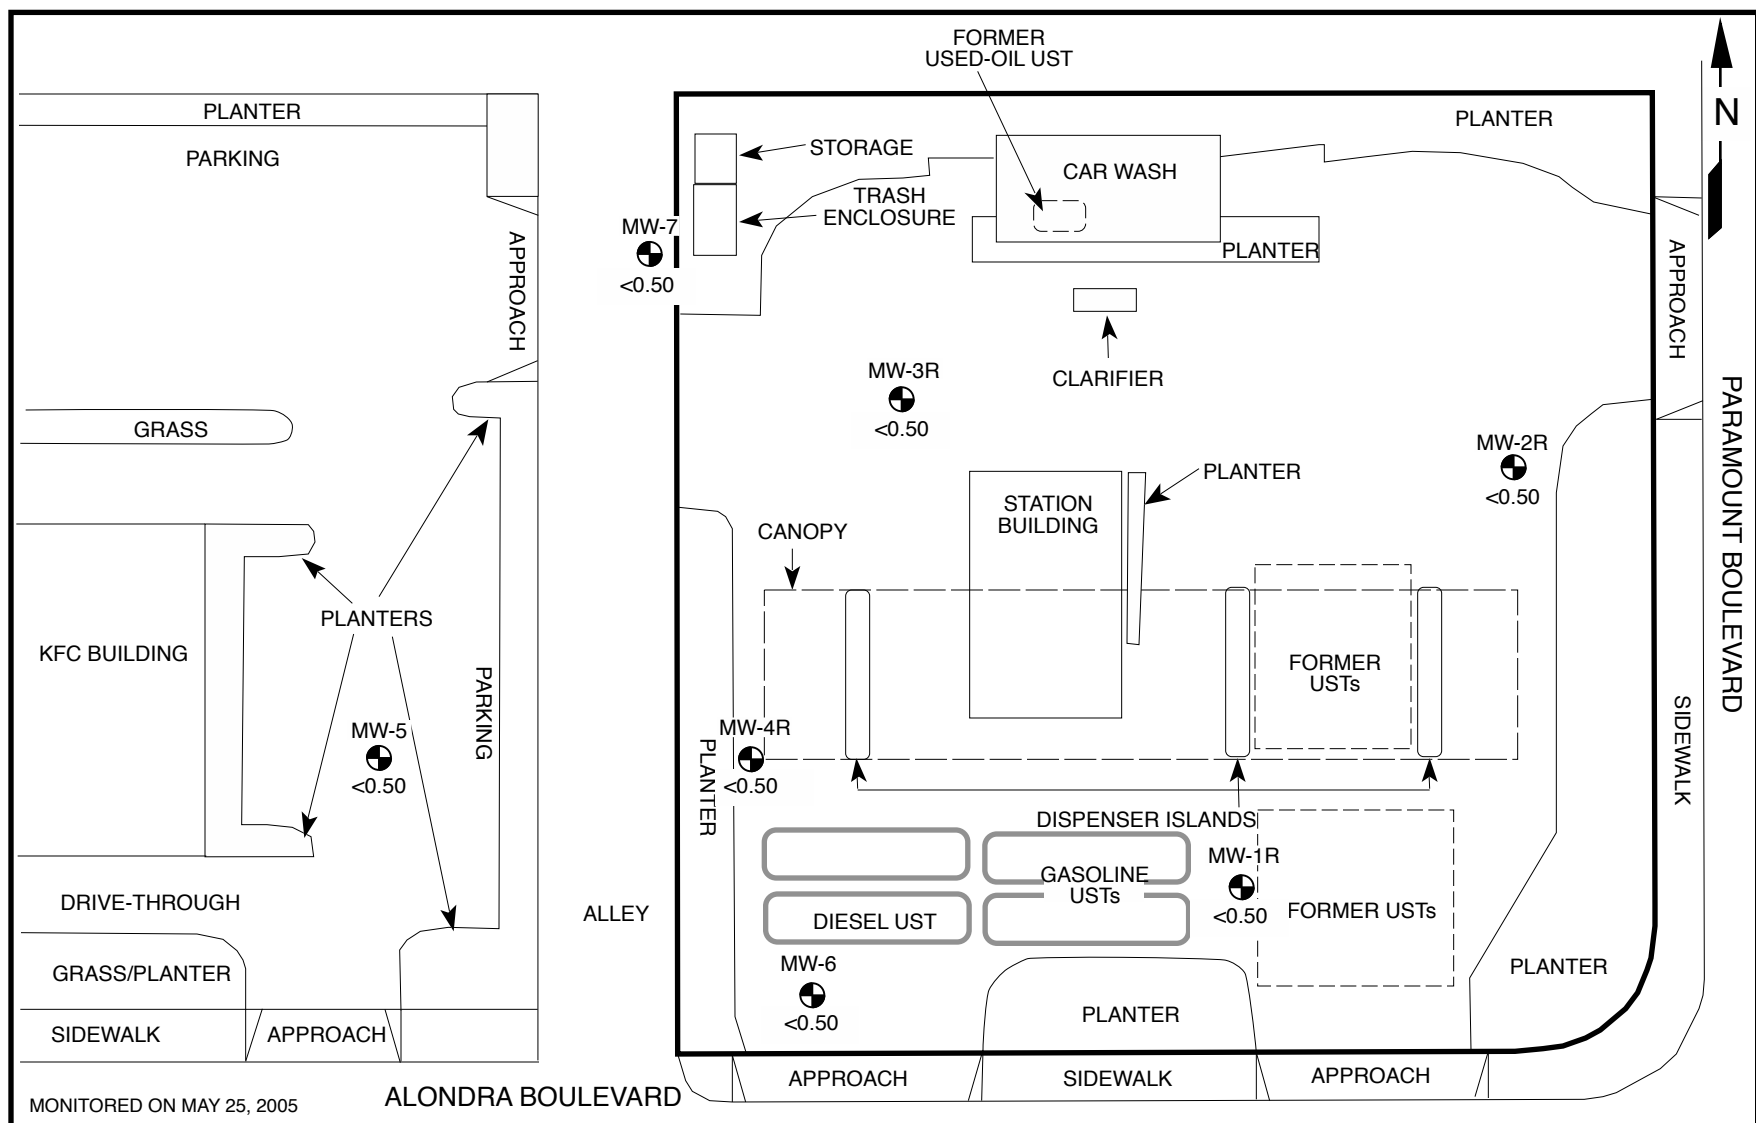 FORMER
USED-OIL UST
PLANTER
PARKING
STORAGE
TRASH
ENCLOSURE
CAR WASH
PLANTER
N
MW-7
<0.50
APPROACH
PLANTER
APPROACH
CLARIFIER
MW-3R
<0.50
GRASS
MW-2R
<0.50
PLANTER
STATION
BUILDING
CANOPY
PARAMOUNT BOULEVARD
PLANTERS
KFC BUILDING
PARKING
FORMER
USTs
SIDEWALK
MW-5
<0.50
MW-4R
<0.50
PLANTER
DISPENSER ISLANDS
MW-1R
<0.50
GASOLINE
USTs
FORMER USTs
DIESEL UST
DRIVE-THROUGH
ALLEY
GRASS/PLANTER
MW-6
<0.50
PLANTER
PLANTER
SIDEWALK
APPROACH
APPROACH
SIDEWALK
APPROACH
ALONDRA BOULEVARD
MONITORED ON MAY 25, 2005